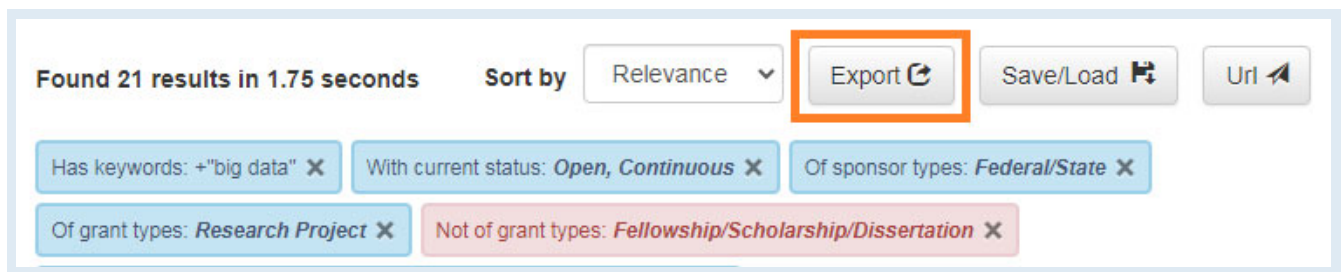 Found 21 results in 1.75 seconds Sort by Relevance Export Save/Load Url
Has keywords: +"big data" With current status: Open, Continuous Of sponsor types: Federal/State
Of grant types: Research Project Not of grant types: Fellowship/Scholarship/Dissertation